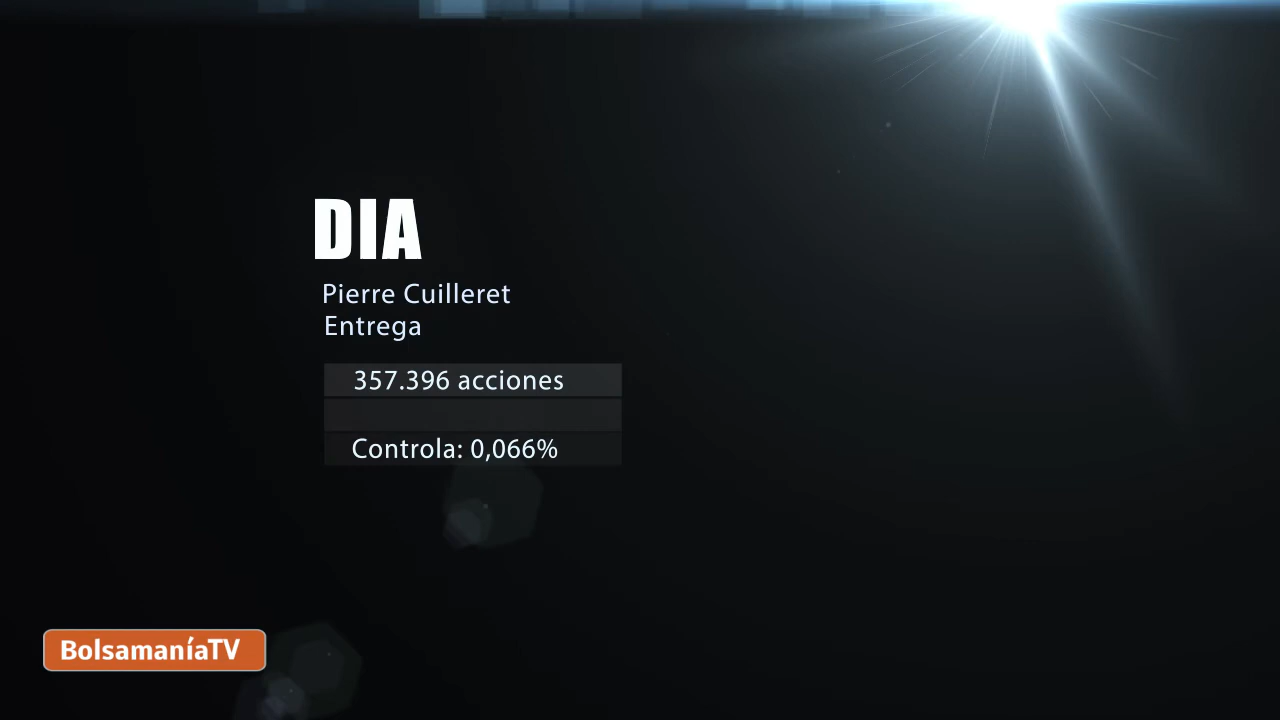 DIA
Pierre Cuilleret
Entrega
357.396 acciones
Controla: 0,066%
BolsamaníaTV